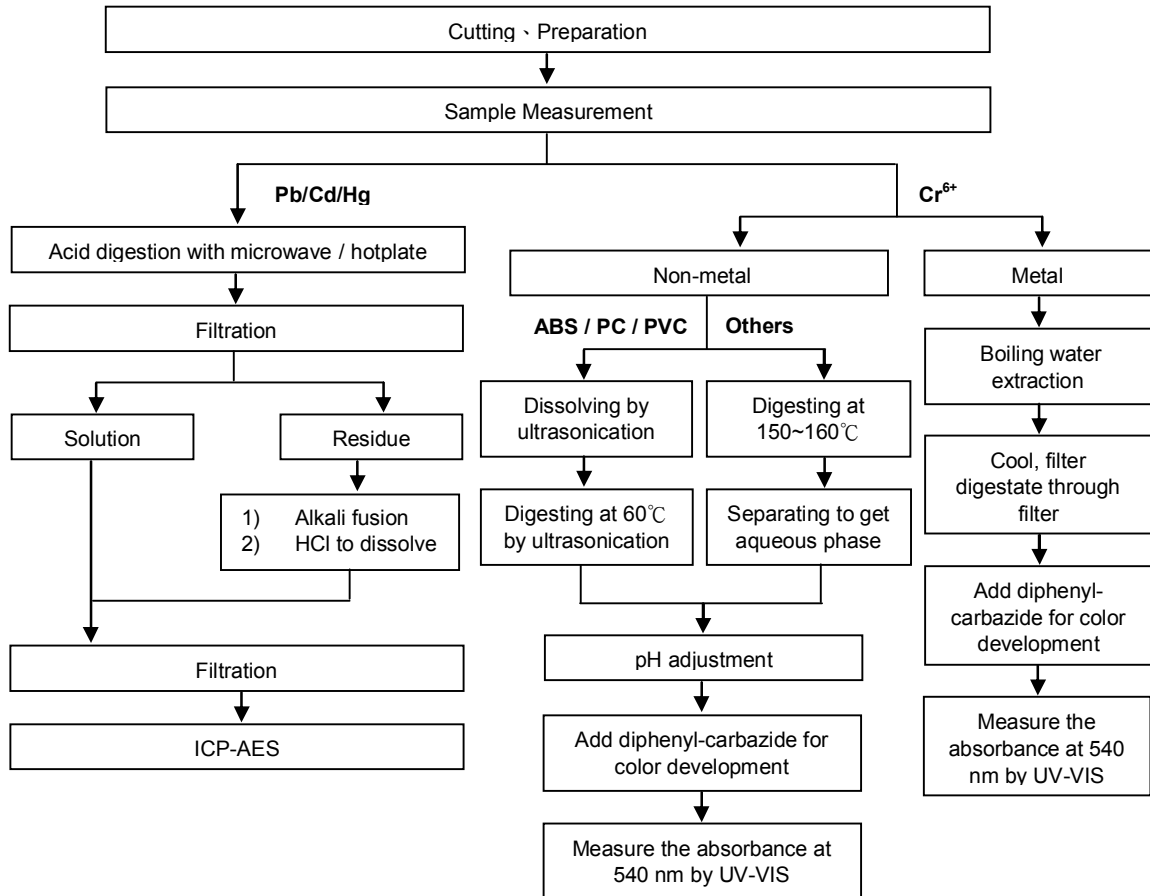 Cutting、Preparation
Sample Measurement
Pb/Cd/Hg
Acid digestion with microwave / hotplate
Filtration
Solution
Residue
1) Alkali fusion
2) HCl to dissolve
Filtration
ICP-AES
Cr⁶⁺
Non-metal
ABS / PC / PVC
Others
Dissolving by
ultrasonication
Digesting at 60℃
by ultrasonication
Digesting at
150~160℃
Separating to get
aqueous phase
pH adjustment
Add diphenyl-carbazide for
color development
Measure the absorbance at
540 nm by UV-VIS
Metal
Boiling water
extraction
Cool, filter
digestate through
filter
Add diphenyl-
carbazide for color
development
Measure the
absorbance at 540
nm by UV-VIS